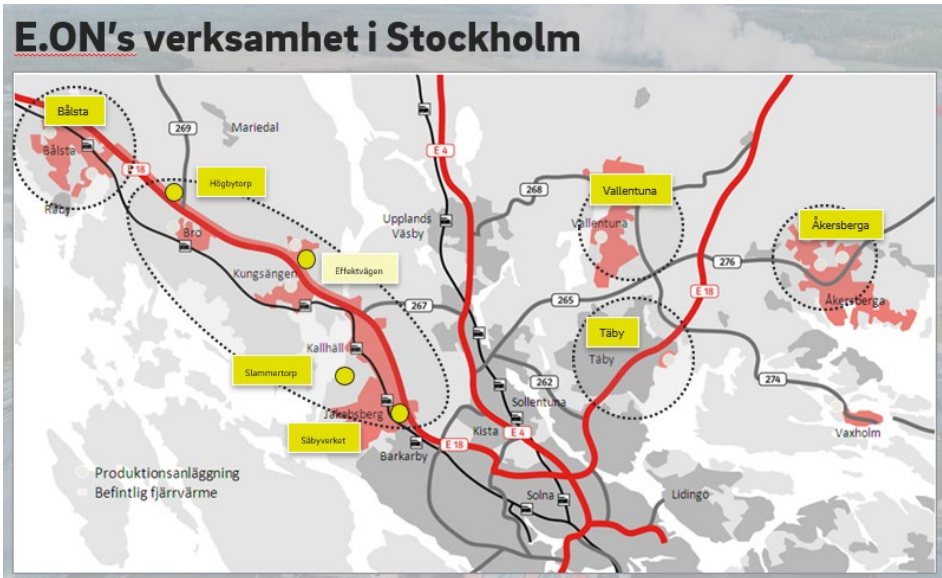 E.ON's verksamhet i Stockholm
Bålsta
Bålsta
Råby
269
Mariedal
E 18
Högbytorp
Bro
Kungsängen
Effektvägen
267
Kallhäll
Slammertorp
Jakobsberg
Säbyverket
Barkarby
E 18
E 4
Upplands
Väsby
268
Vallentuna
Vallentuna
Åkersberga
Åkersberga
276
265
E 18
Täby
Täby
262
274
Vaxholm
Sollentuna
Kista
E 4
Solna
Lidingö
Produktionsanläggning
Befintlig fjärrvärme